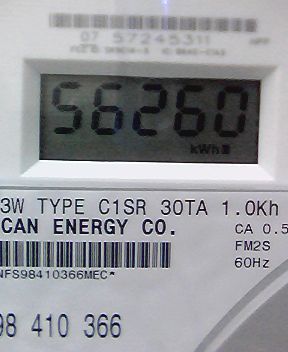 07 57245311
56260
kWh
3W TYPE C1SR 30TA 1.0Kh
CAN ENERGY CO.
CA 0.5
FM2S
NFS98410366MEC*
60Hz
98 410 366